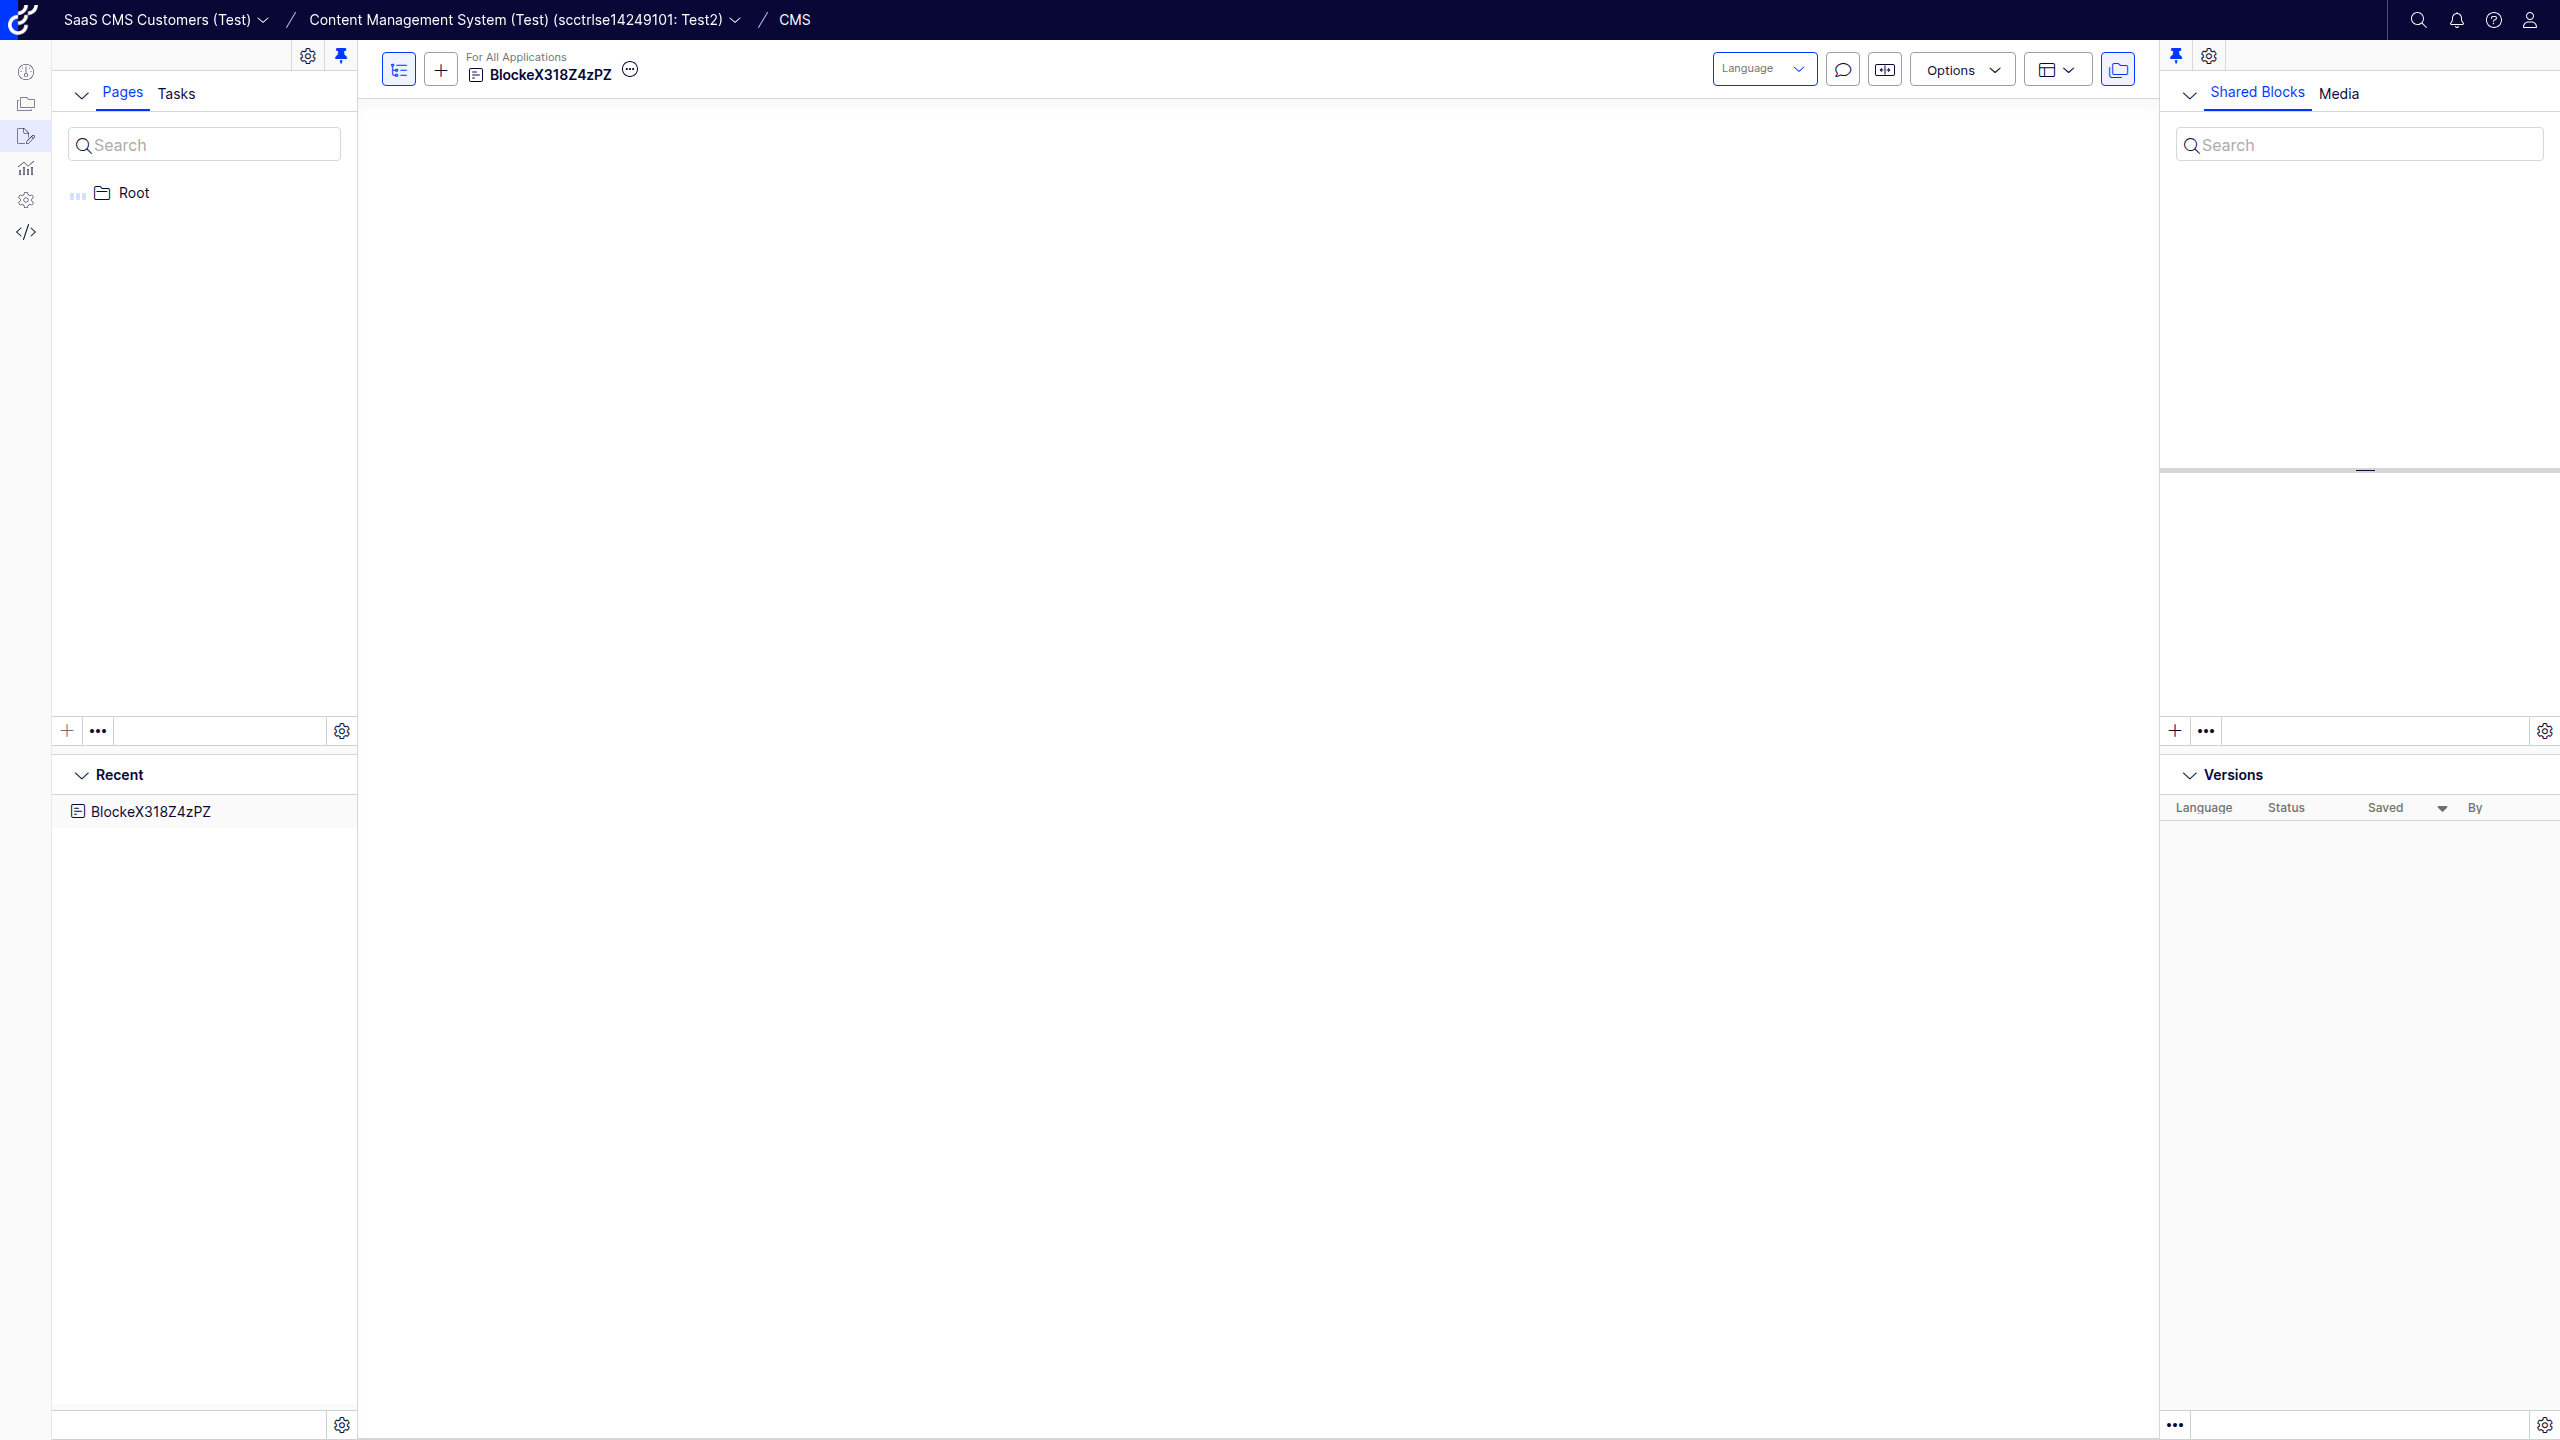 SaaS CMS Customers (Test) / Content Management System (Test) (scctrlse14249101: Test2) / CMS
Pages Tasks
Search
Root
Recent
BlockeX318Z4zPZ
For All Applications
BlockeX318Z4zPZ
Language
Options
Shared Blocks Media
Search
Versions
Language Status Saved By